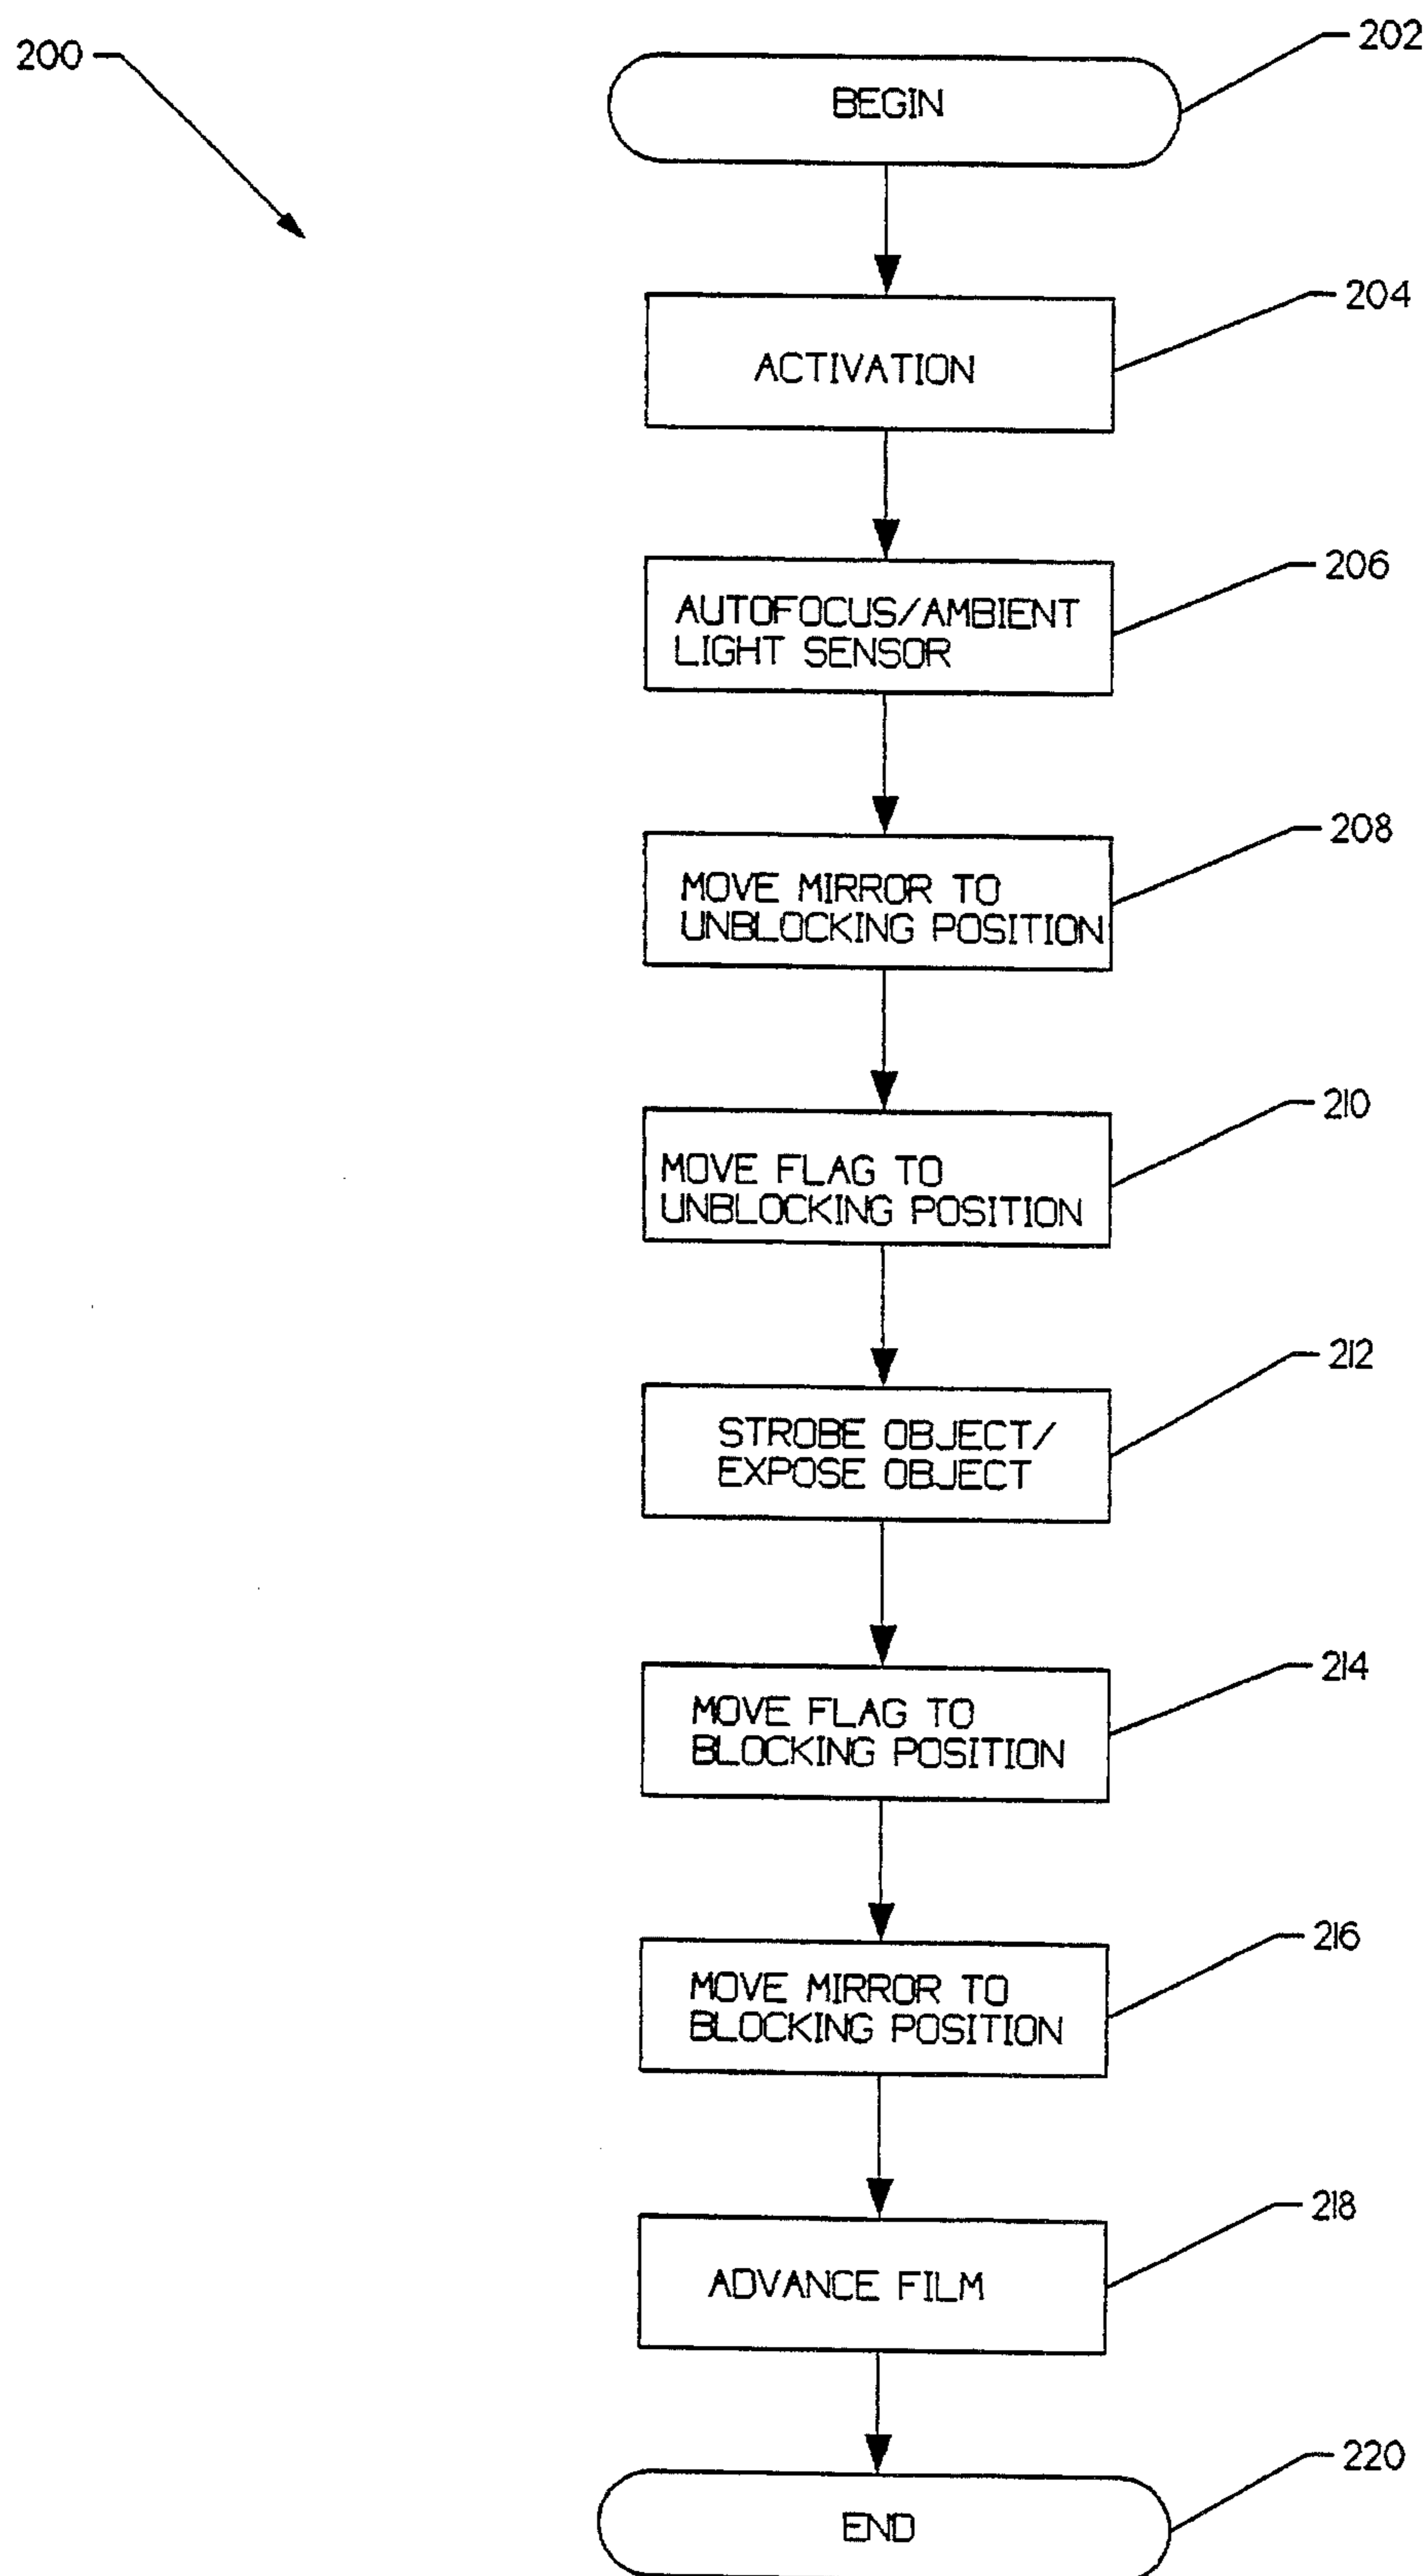 200
202
BEGIN
204
ACTIVATION
206
AUTOFOCUS/AMBIENT
LIGHT SENSOR
208
MOVE MIRROR TO
UNBLOCKING POSITION
210
MOVE FLAG TO
UNBLOCKING POSITION
212
STROBE OBJECT/
EXPOSE OBJECT
214
MOVE FLAG TO
BLOCKING POSITION
216
MOVE MIRROR TO
BLOCKING POSITION
218
ADVANCE FILM
220
END